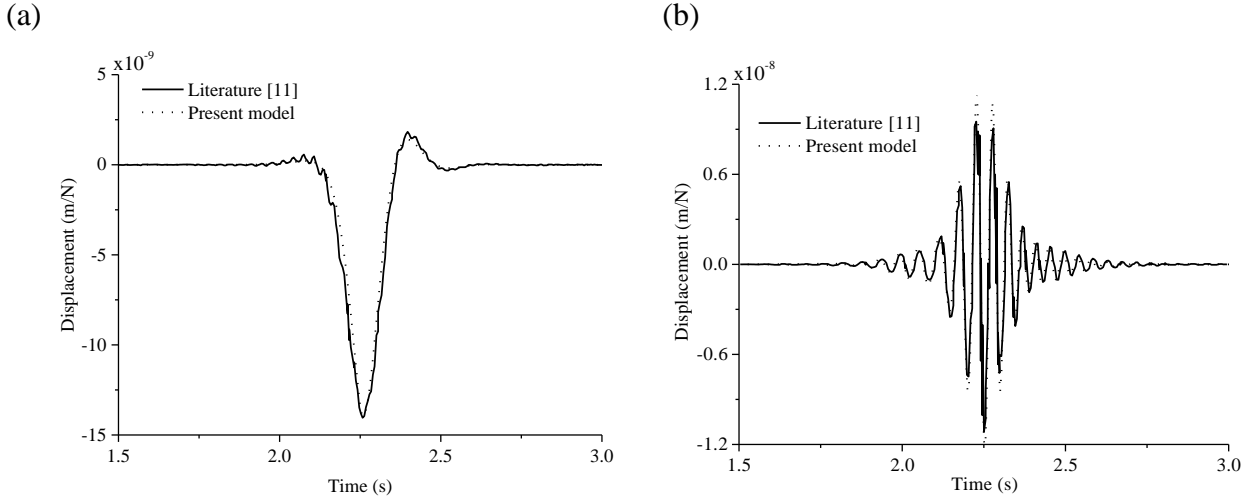 (a)
x10⁻⁹
5
0
-5
-10
-15
Displacement (m/N)
Literature [11]
Present model
1.5 2.0 2.5 3.0
Time (s)
(b)
x10⁻⁸
1.2
0.6
0.0
-0.6
-1.2
Displacement (m/N)
Literature [11]
Present model
1.5 2.0 2.5 3.0
Time (s)